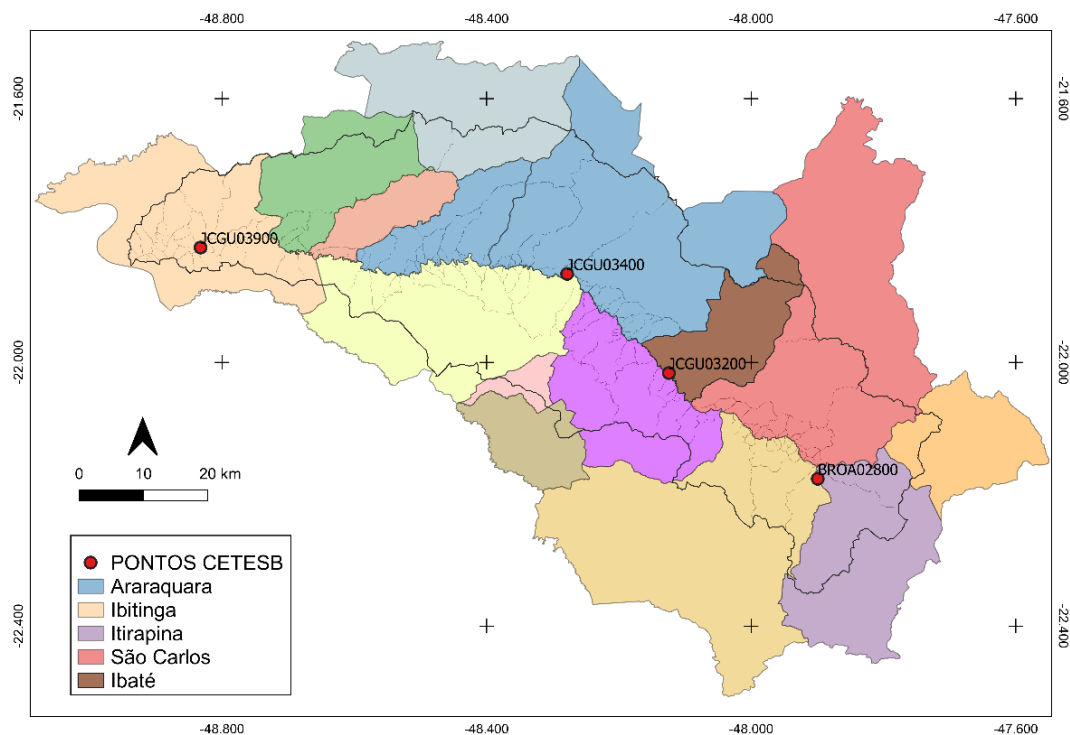 -48.800 -48.400 -48.000 -47.600
-21.600 -21.600
JCGU03900
JCGU03400
-22.000 -22.000
JCGU03200
BROA02800
0 10 20 km
PONTOS CETESB
Araraquara
Ibitinga
Itirapina
São Carlos
Ibaté
-22.400 -22.400
-48.800 -48.400 -48.000 -47.600